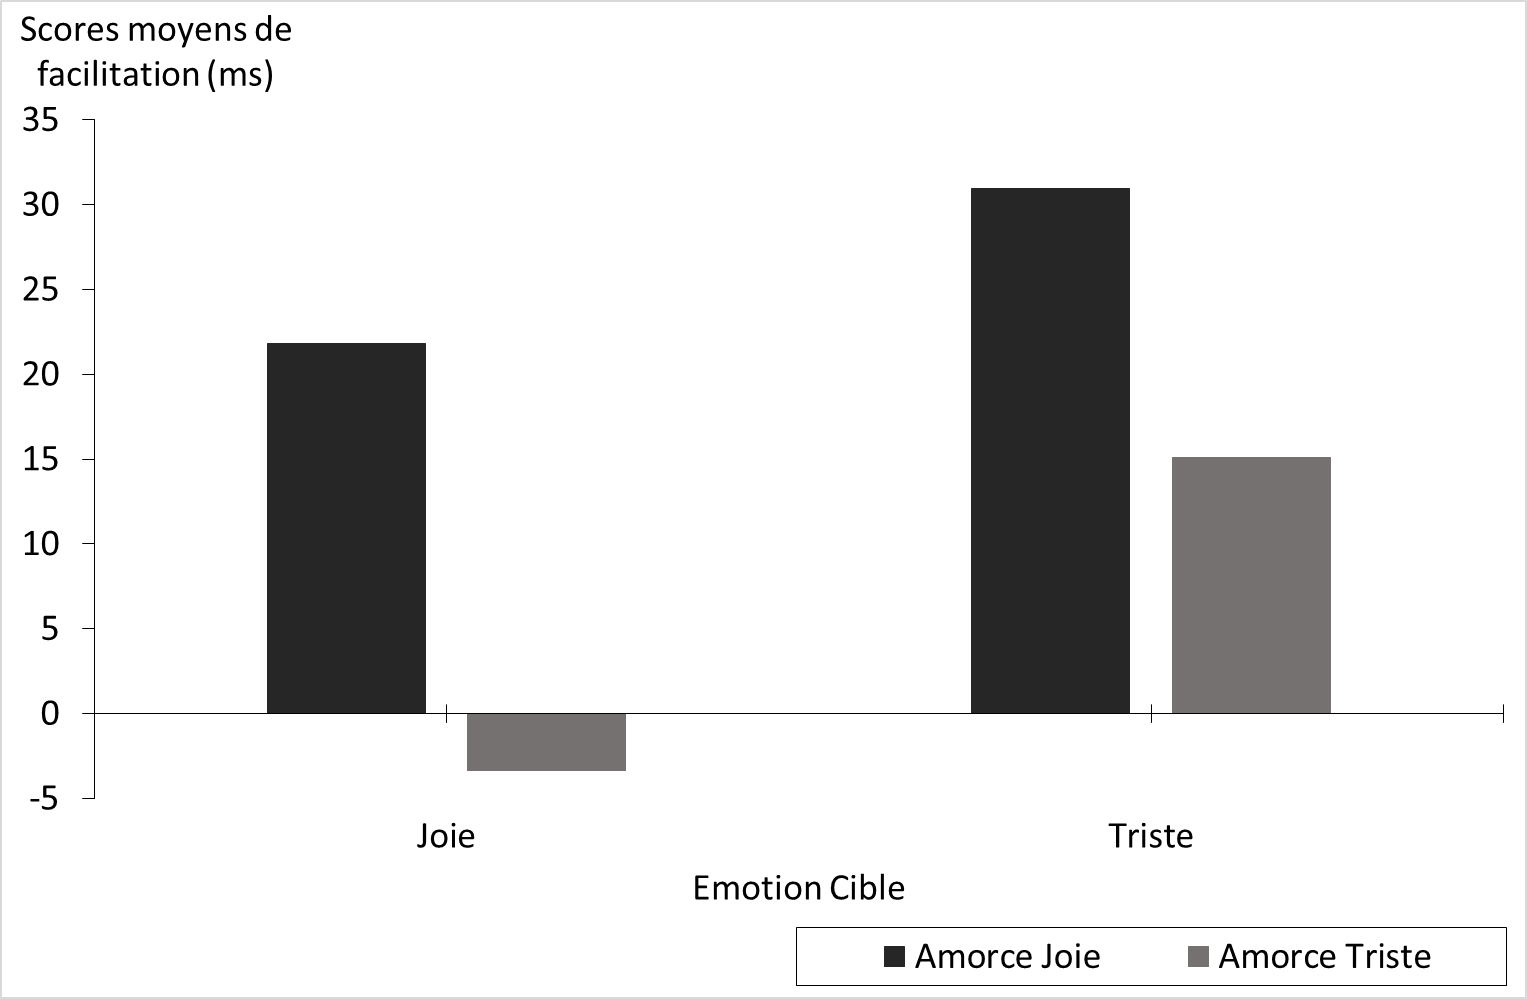 Scores moyens de
facilitation (ms)
35
30
25
20
15
10
5
0
-5
Joie Triste
Emotion Cible
Amorce Joie Amorce Triste